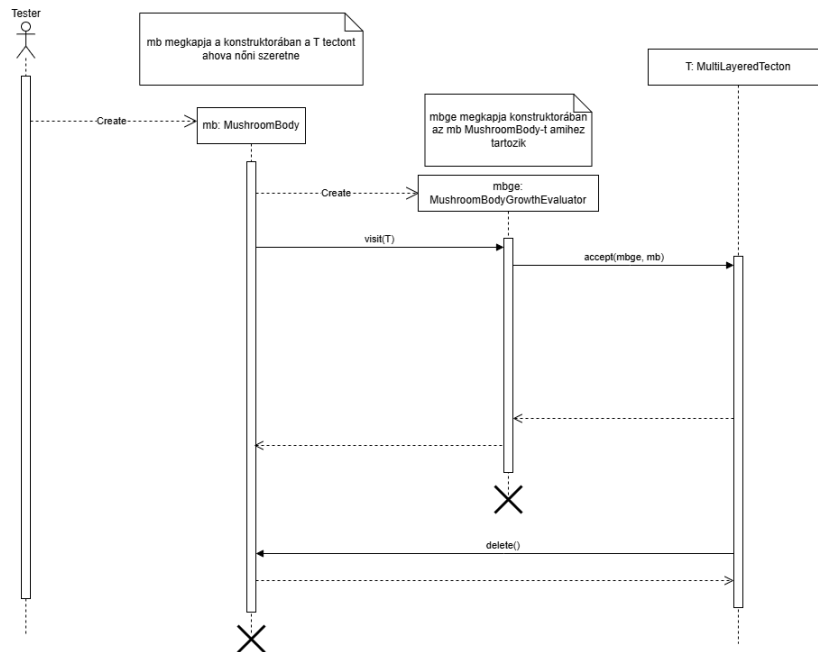 Tester
mb megkapja a konstruktorában a T tectont
ahova nőni szeretne
T: MultiLayeredTecton
mbge megkapja konstruktorában
az mb MushroomBody-t amihez
tartozik
Create
mb: MushroomBody
Create
mbge:
MushroomBodyGrowthEvaluator
visit(T)
accept(mbge, mb)
delete()